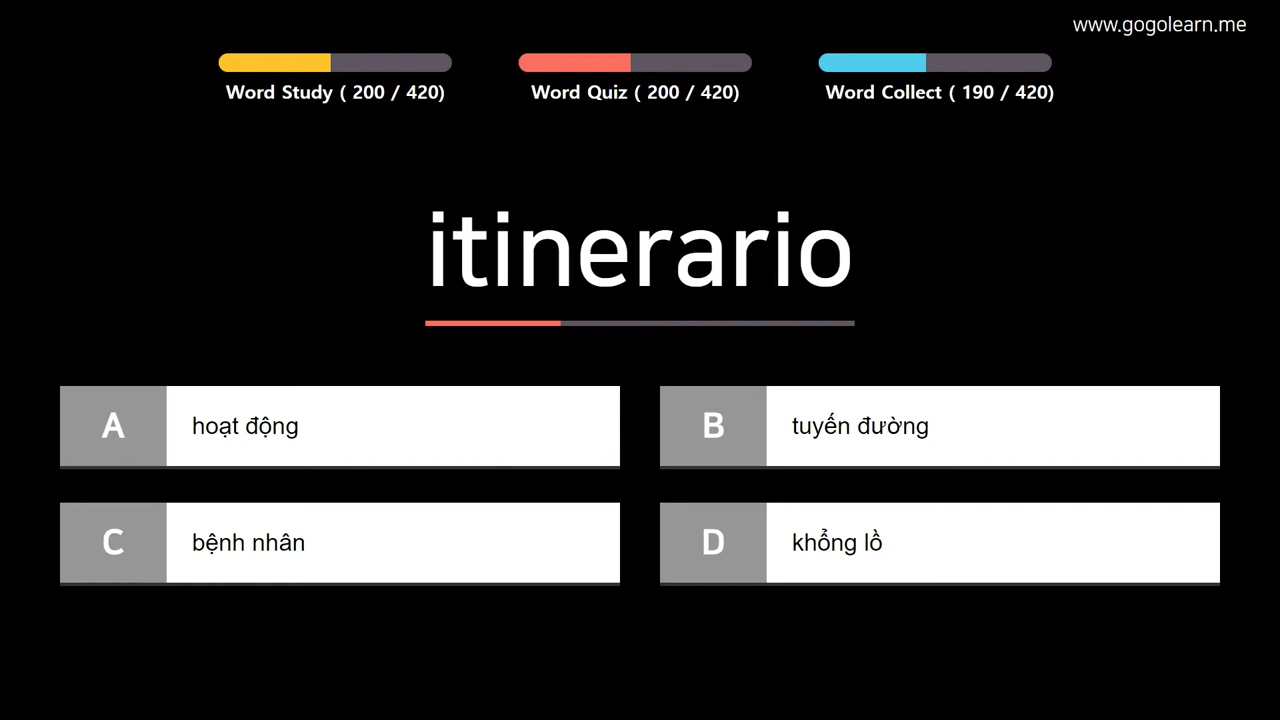 www.gogolearn.me
Word Study ( 200 / 420)
Word Quiz ( 200 / 420)
Word Collect ( 190 / 420)
itinerario
A hoạt động
B tuyến đường
C bệnh nhân
D khổng lồ